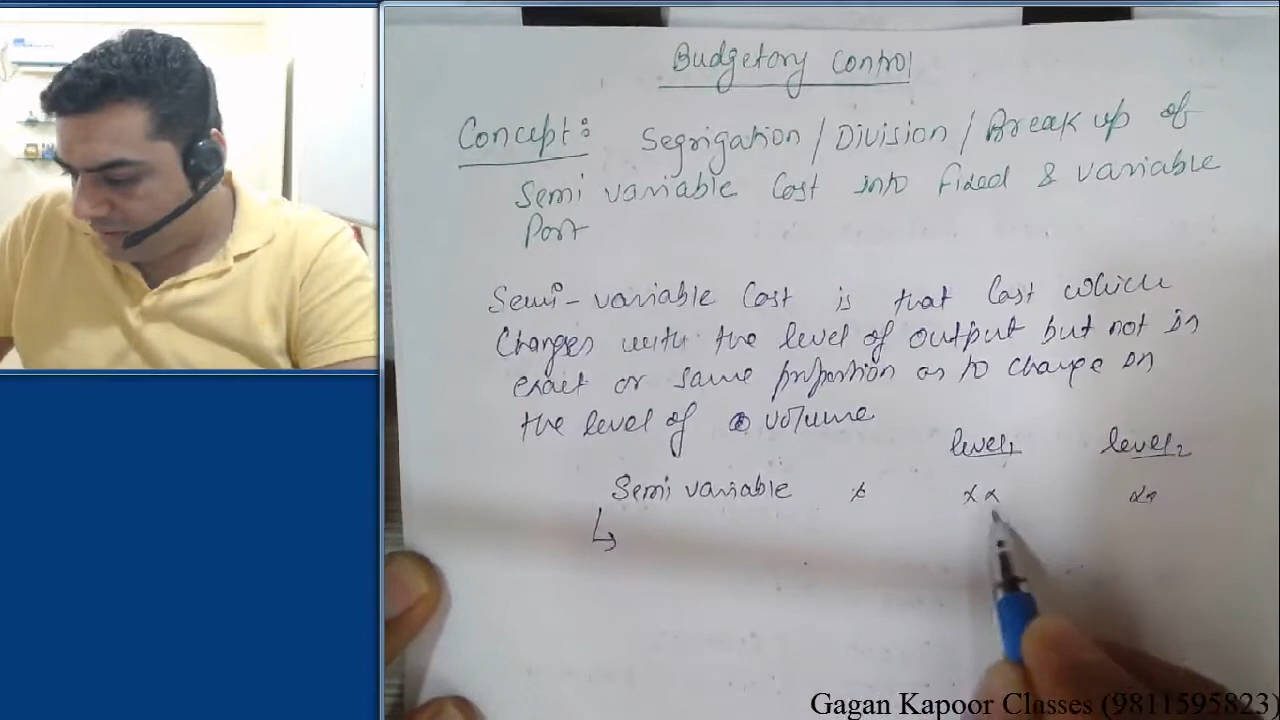 Budgetory Control
Concept: Segrigation / Division / Break up of
Semi variable Cost into fixed & variable
Part
Semi-variable Cost is that Cost which
Changes with the level of output but not in
exact or same proportion as to change in
the level of volume
level1 level2
Semi variable xx
Gagan Kapoor Classes (9811595823)